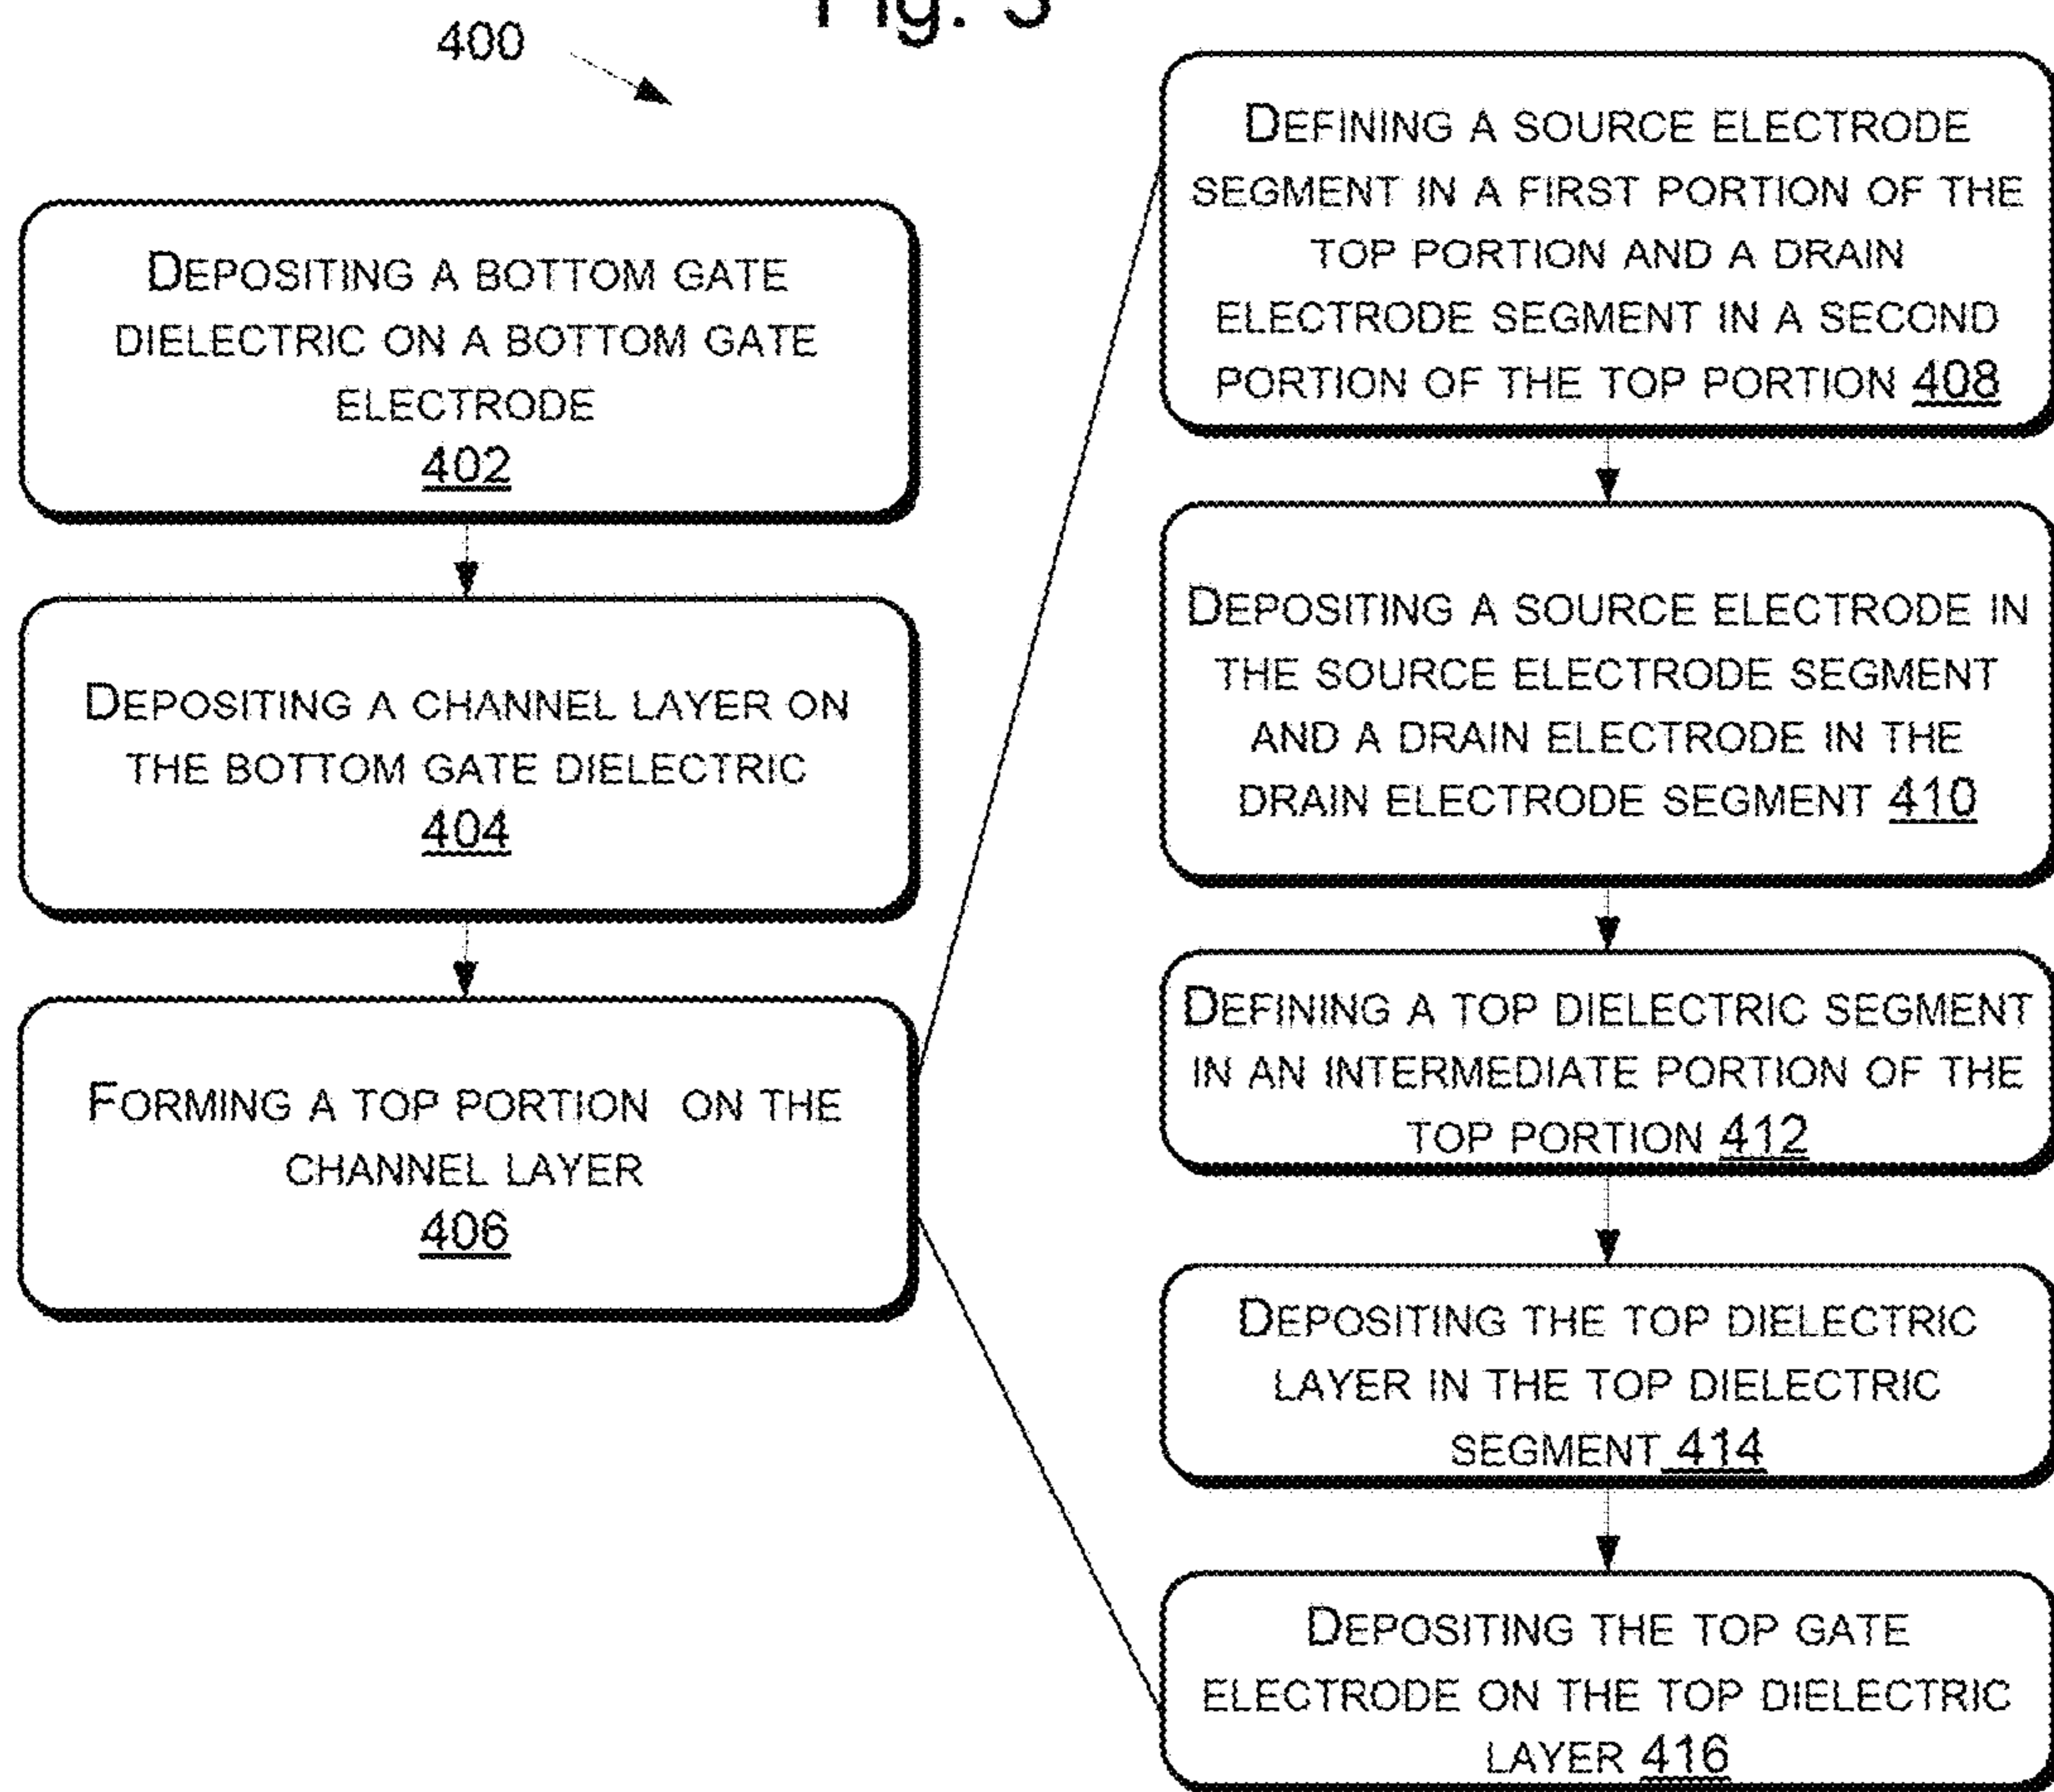 Fig. 3
400
DEPOSITING A BOTTOM GATE
DIELECTRIC ON A BOTTOM GATE
ELECTRODE
402
DEPOSITING A CHANNEL LAYER ON
THE BOTTOM GATE DIELECTRIC
404
FORMING A TOP PORTION ON THE
CHANNEL LAYER
406
DEFINING A SOURCE ELECTRODE
SEGMENT IN A FIRST PORTION OF THE
TOP PORTION AND A DRAIN
ELECTRODE SEGMENT IN A SECOND
PORTION OF THE TOP PORTION 408
DEPOSITING A SOURCE ELECTRODE IN
THE SOURCE ELECTRODE SEGMENT
AND A DRAIN ELECTRODE IN THE
DRAIN ELECTRODE SEGMENT 410
DEFINING A TOP DIELECTRIC SEGMENT
IN AN INTERMEDIATE PORTION OF THE
TOP PORTION 412
DEPOSITING THE TOP DIELECTRIC
LAYER IN THE TOP DIELECTRIC
SEGMENT 414
DEPOSITING THE TOP GATE
ELECTRODE ON THE TOP DIELECTRIC
LAYER 416